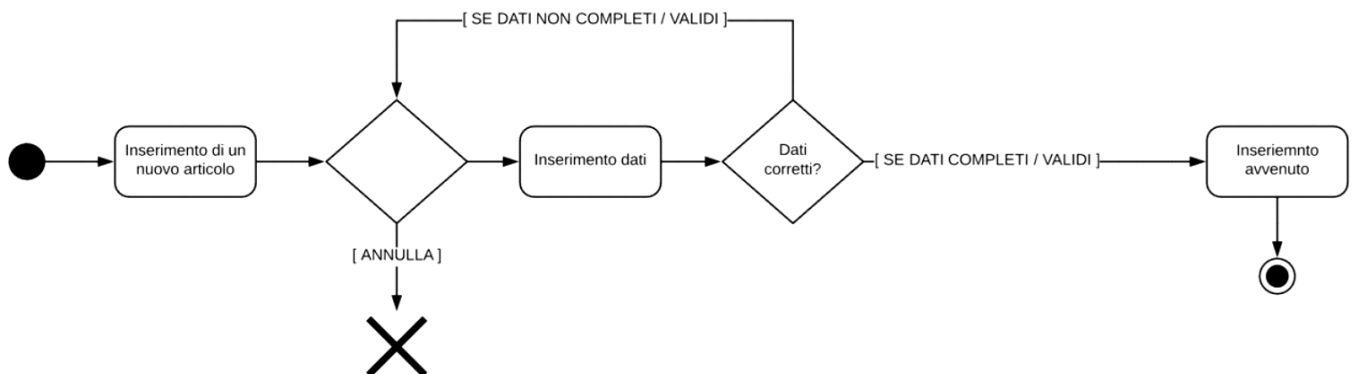 [ SE DATI NON COMPLETI / VALIDI ]
Inserimento di un
nuovo articolo
Inserimento dati
Dati
corretti?
[ SE DATI COMPLETI / VALIDI ]
Inseriemnto
avvenuto
[ ANNULLA ]